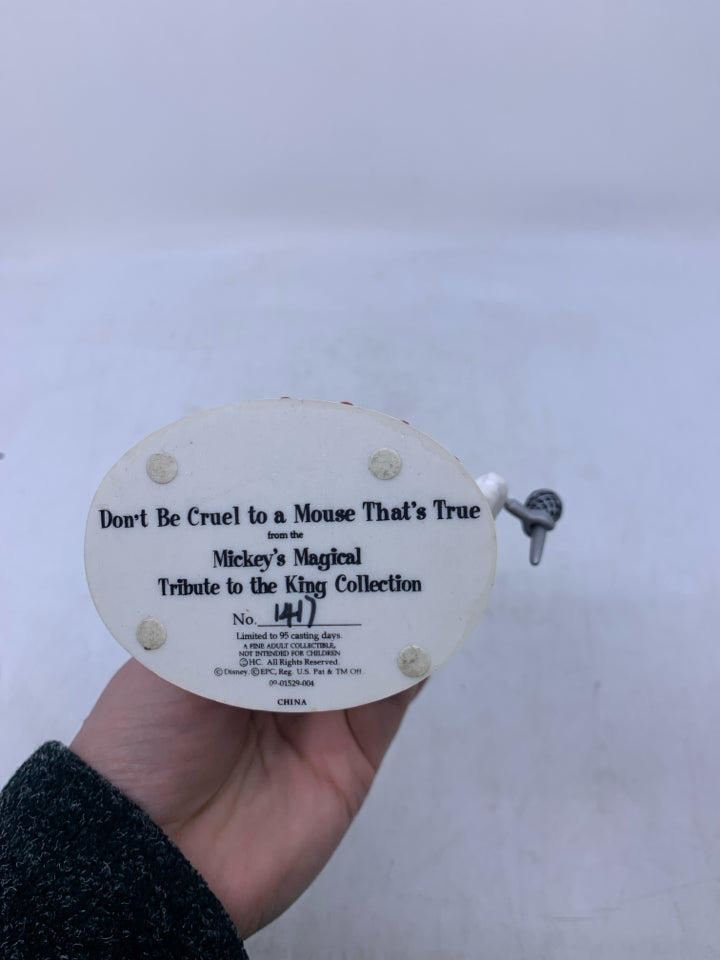 Don't Be Cruel to a Mouse That's True
from the
Mickey's Magical
Tribute to the King Collection
No. 1417
Limited to 95 casting days.
A FINE ADULT COLLECTIBLE,
NOT INTENDED FOR CHILDREN
©HC. All Rights Reserved.
©Disney. ©EPC, Reg. U.S. Pat & TM Off.
09-01529-004
CHINA